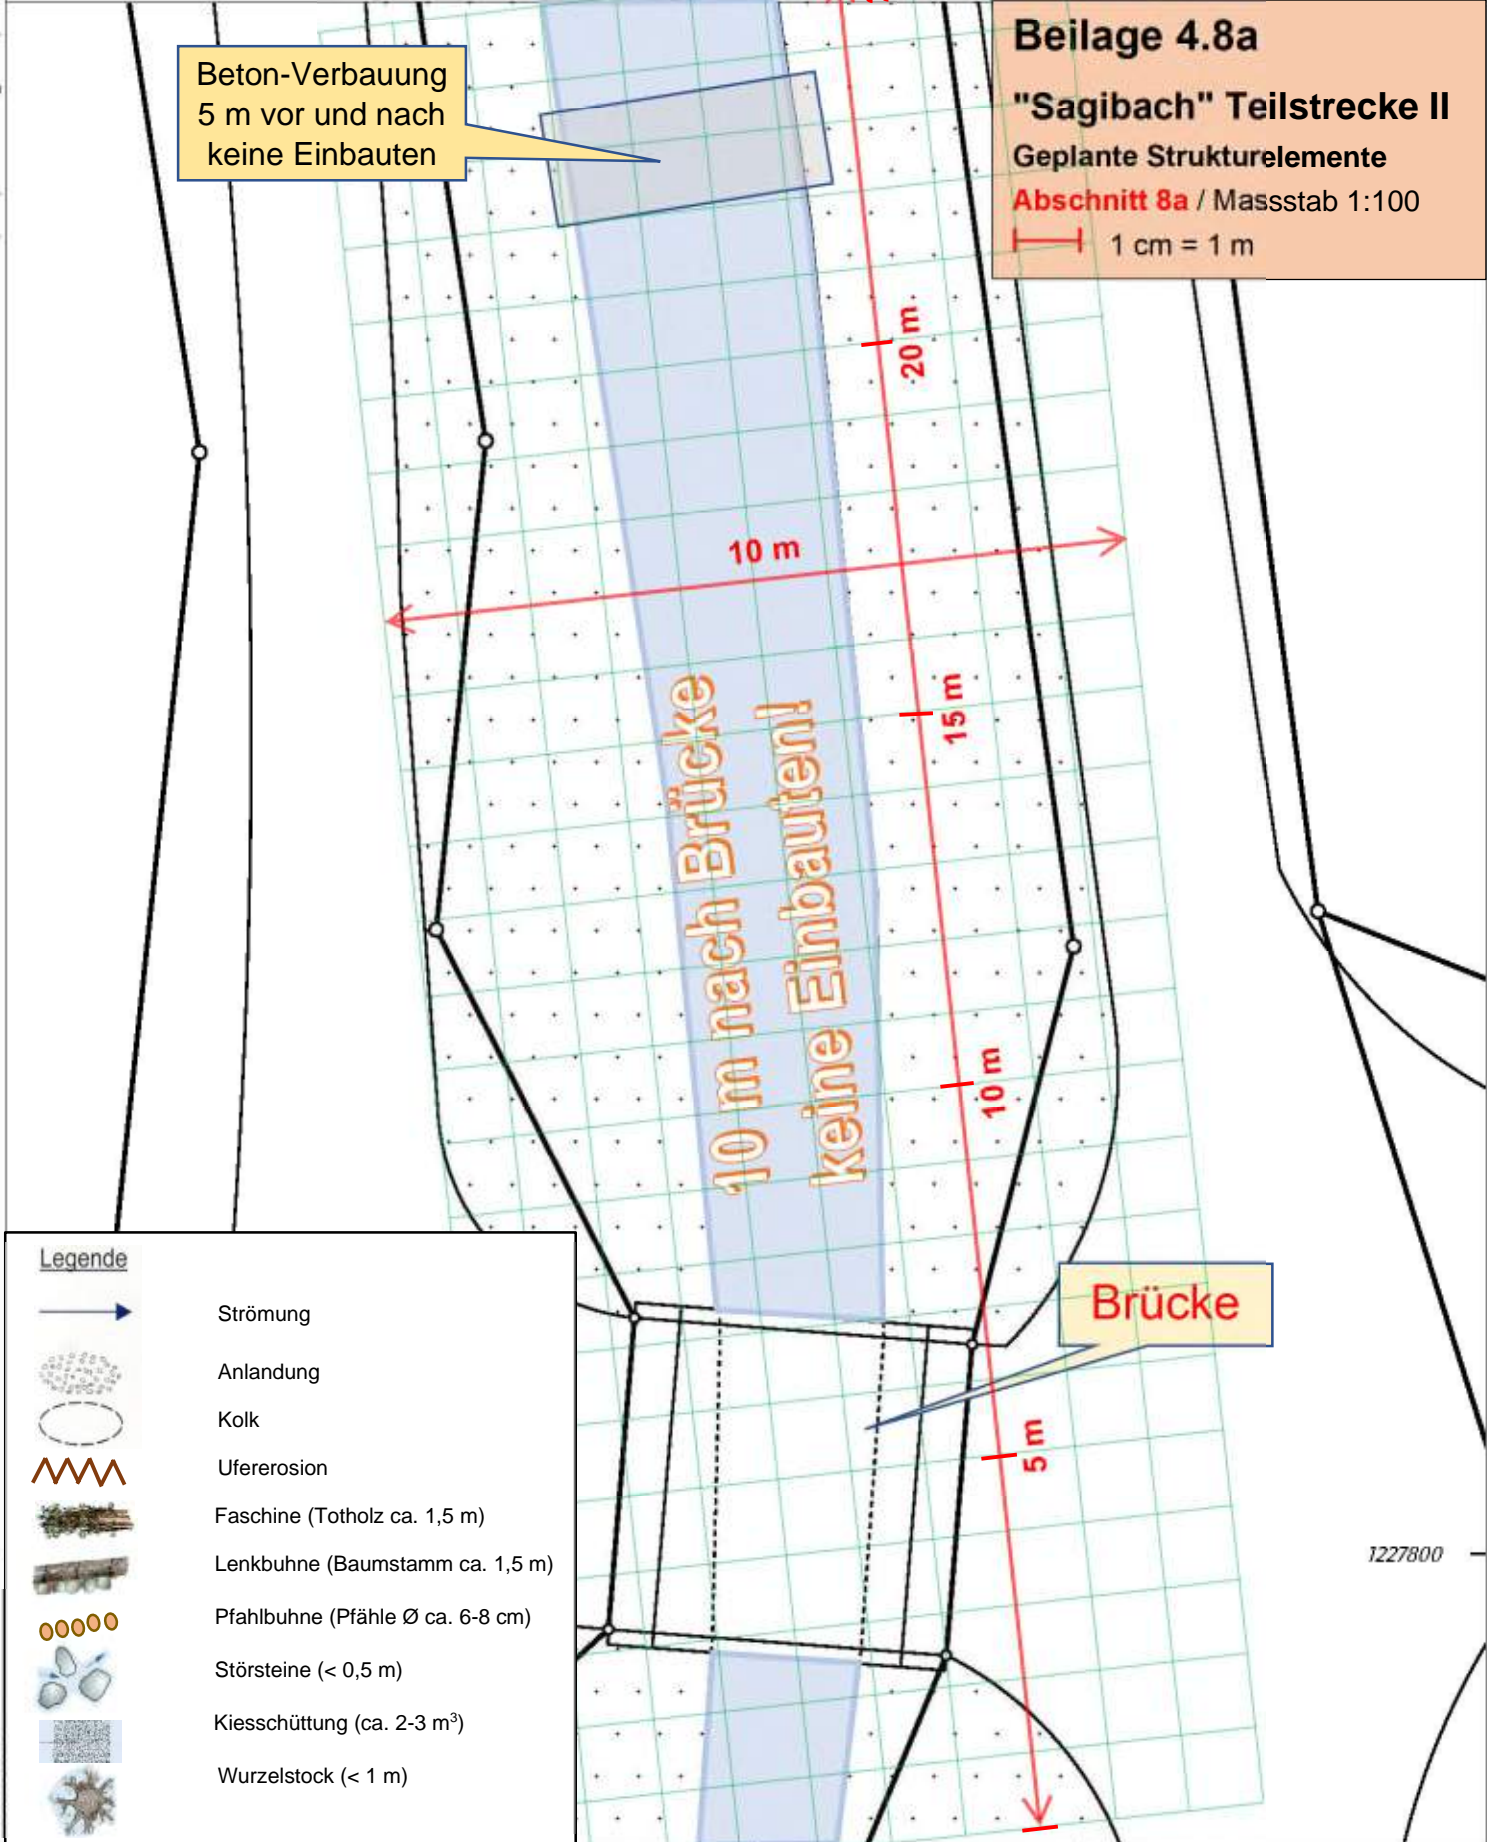 Beton-Verbauung
5 m vor und nach
keine Einbauten
Beilage 4.8a
"Sagibach" Teilstrecke II
Geplante Strukturelemente
Abschnitt 8a / Massstab 1:100
1 cm = 1 m
20 m
10 m
15 m
10 m nach Brücke
keine Einbauten!
10 m
Brücke
5 m
1227800
Legende
Strömung
Anlandung
Kolk
Ufererosion
Faschine (Totholz ca. 1,5 m)
Lenkbuhne (Baumstamm ca. 1,5 m)
Pfahlbuhne (Pfähle Ø ca. 6-8 cm)
Störsteine (< 0,5 m)
Kiesschüttung (ca. 2-3 m³)
Wurzelstock (< 1 m)